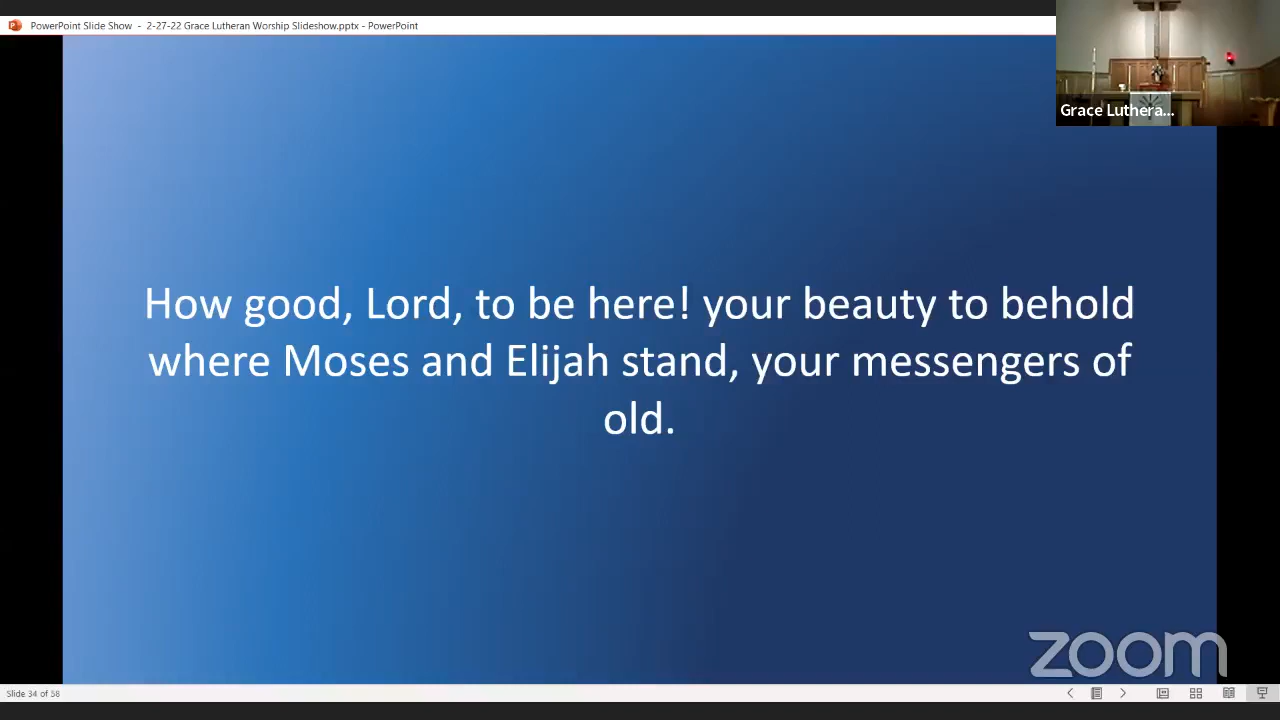 PowerPoint Slide Show - 2-27-22 Grace Lutheran Worship Slideshow.pptx - PowerPoint
Grace Luthera...
How good, Lord, to be here! your beauty to behold
where Moses and Elijah stand, your messengers of
old.
zoom
Slide 34 of 58